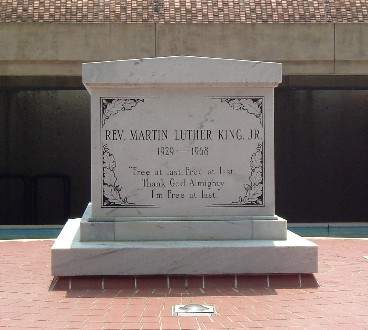 REV. MARTIN LUTHER KING, JR.
1929 — 1968
"Free at last, Free at last,
Thank God Almighty
I'm Free at last."